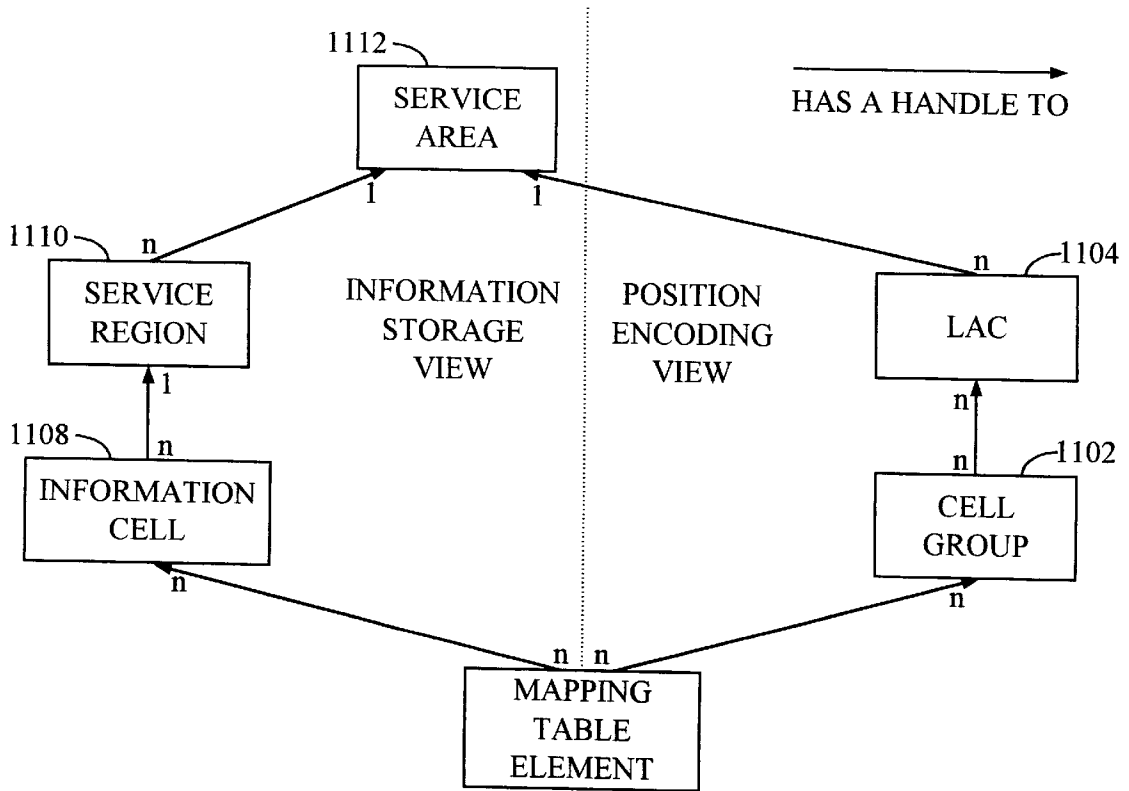 1112
SERVICE
AREA
HAS A HANDLE TO
1
1
1110
n
SERVICE
REGION
INFORMATION
STORAGE
VIEW
POSITION
ENCODING
VIEW
n
1104
LAC
1
n
n
n
1108
INFORMATION
CELL
1102
CELL
GROUP
n
n
n
n
MAPPING
TABLE
ELEMENT